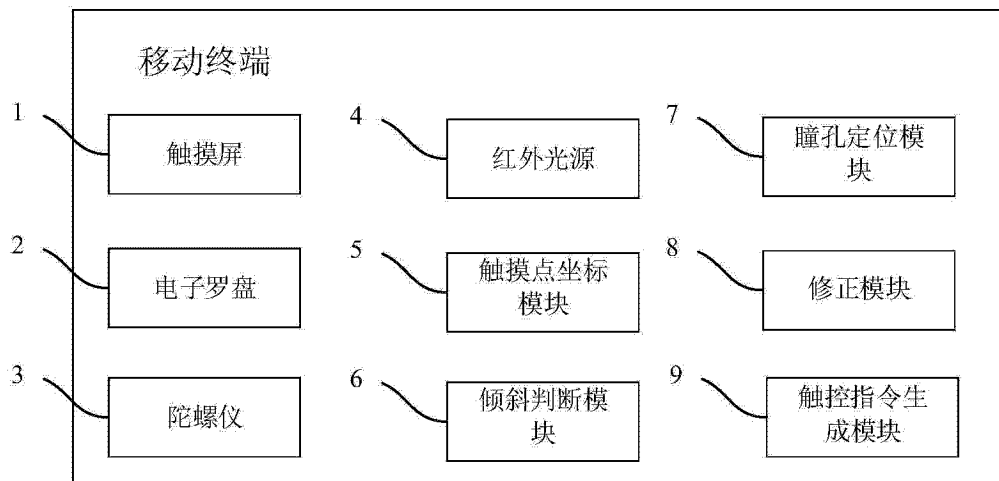 移动终端
1
触摸屏
4
红外光源
7
瞳孔定位模
块
2
电子罗盘
5
触摸点坐标
模块
8
修正模块
3
陀螺仪
6
倾斜判断模
块
9
触控指令生
成模块